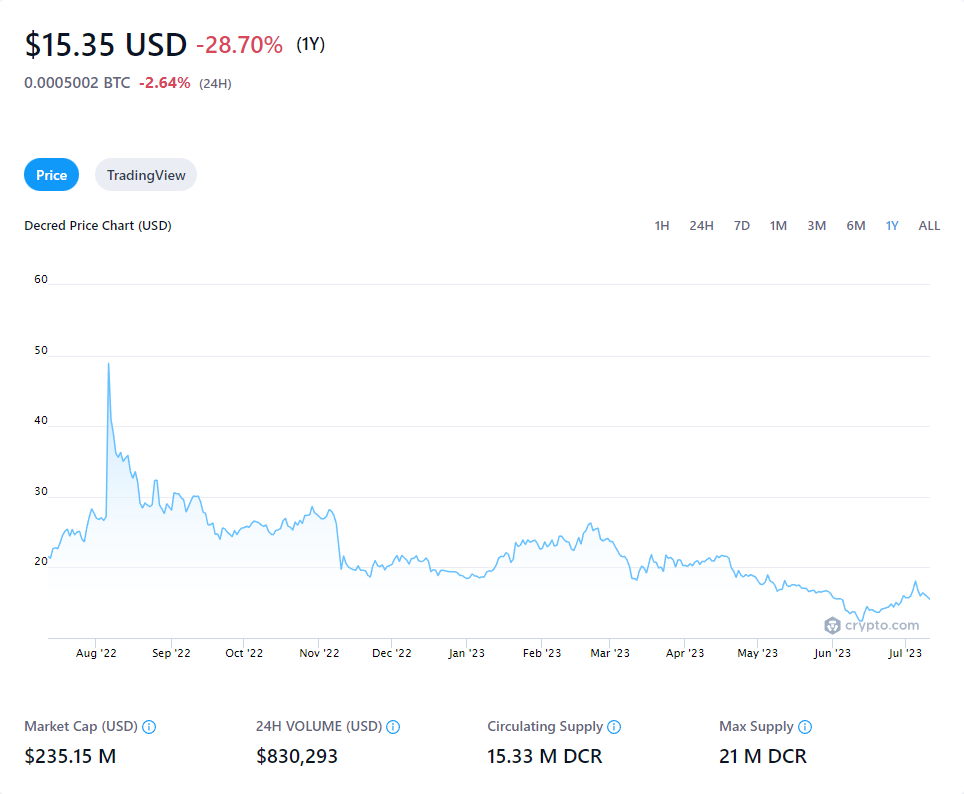 $15.35 USD -28.70% (1Y)
0.0005002 BTC -2.64% (24H)
Price TradingView
Decred Price Chart (USD) 1H 24H 7D 1M 3M 6M 1Y ALL
60
50
40
30
20
crypto.com
Aug '22 Sep '22 Oct '22 Nov '22 Dec '22 Jan '23 Feb '23 Mar '23 Apr '23 May '23 Jun '23 Jul '23
Market Cap (USD) 24H VOLUME (USD) Circulating Supply Max Supply
$235.15 M $830,293 15.33 M DCR 21 M DCR